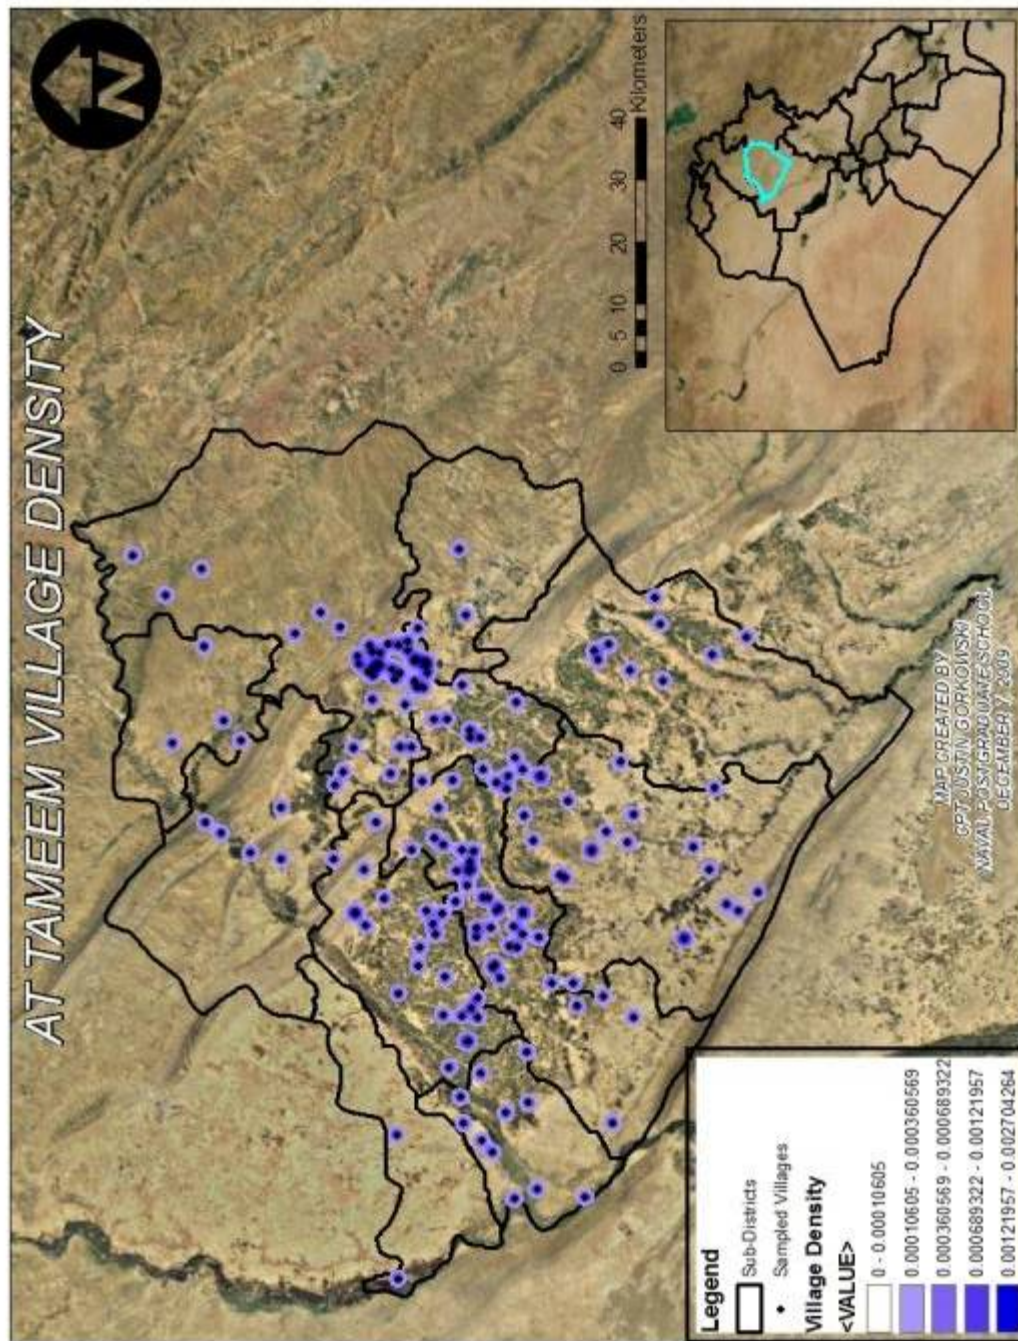 AT TAMEEM VILLAGE DENSITY
N
0 5 10 20 30 40
Kilometers
Legend
Sub-Districts
Sampled Villages
Village Density
<VALUE>
0 - 0.00010605
0.00010605 - 0.000360569
0.000360569 - 0.000689322
0.000689322 - 0.00121957
0.00121957 - 0.002704264
MAP CREATED BY
CPT JUSTIN GORKOWSKI
NAVAL POSTGRADUATE SCHOOL
DECEMBER 7, 2009